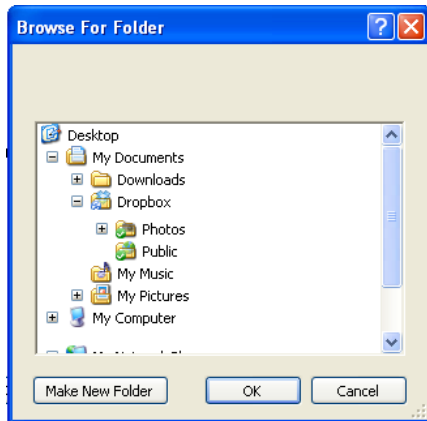 Browse For Folder
Desktop
My Documents
Downloads
Dropbox
Photos
Public
My Music
My Pictures
My Computer
Make New Folder
OK
Cancel